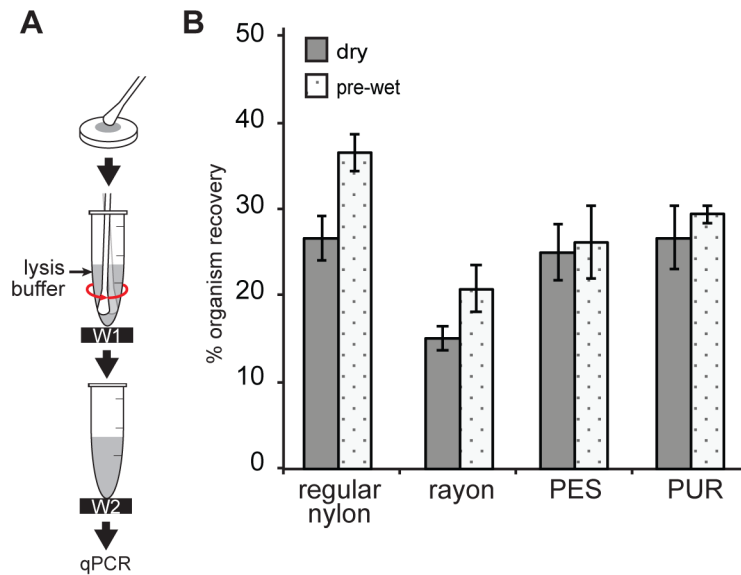 A
lysis
buffer
W1
W2
qPCR
B
% organism recovery
50
40
30
20
10
0
dry
pre-wet
regular
nylon
rayon
PES
PUR